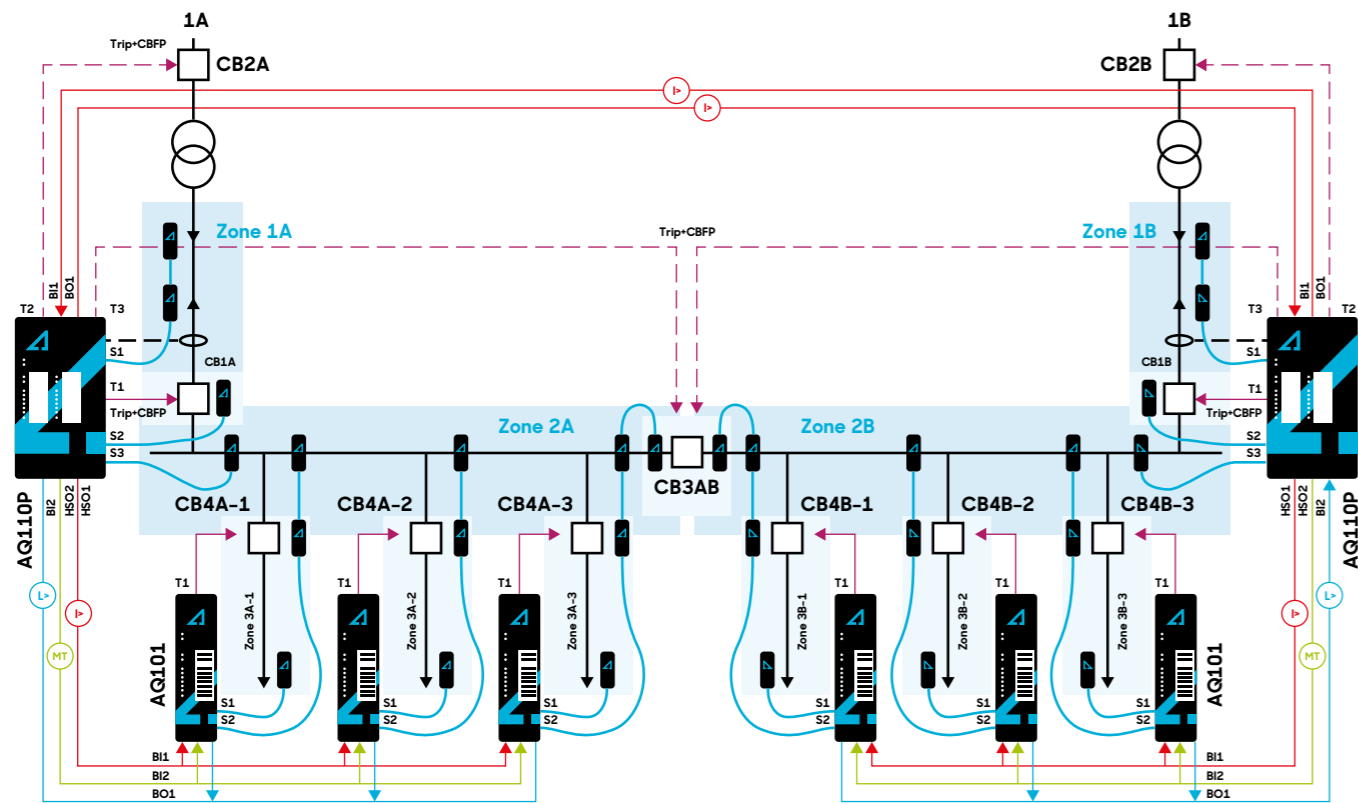 1A
1B
Trip+CBFP
CB2A
CB2B
I>
I>
Zone 1A
Trip+CBFP
Zone 1B
T2
BI1
BO1
T3
T3
BI1
BO1
T2
S1
CB1A
CB1B
S1
T1
Trip+CBFP
T1
Trip+CBFP
S2
S3
Zone 2A
Zone 2B
S2
S3
CB3AB
AQ110P
BI2
HSO2
HSO1
CB4A-1
CB4A-2
CB4A-3
CB4B-1
CB4B-2
CB4B-3
HSO1
HSO2
BI2
AQ110P
T1
T1
T1
T1
T1
T1
L>
I>
Zone 3A-1
Zone 3A-2
Zone 3A-3
Zone 3B-1
Zone 3B-2
Zone 3B-3
I>
L>
MT
AQ101
AQ101
MT
S1
S2
S1
S2
S1
S2
S1
S2
S1
S2
S1
S2
BI1
BI1
BI2
BI2
BO1
BO1